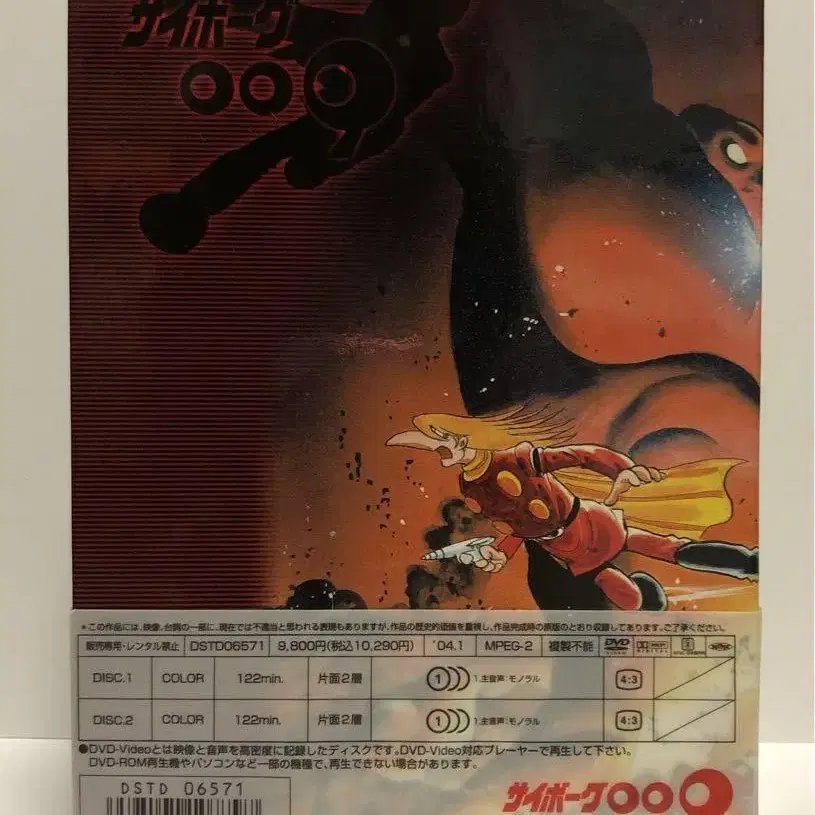 サイボーグ
009
＊この作品には、映像、台詞の一部に、現在では不適当と思われる表現もありますが、作品の歴史的価値を重視し、作品完成時の原版のとおり収録してあります。ご了承ください。
販売専用・レンタル禁止 DSTD06571 9,800円(税込10,290円) '04.1 MPEG-2 複製不能 DVD VIDEO
DISC.1 COLOR 122min. 片面2層 1 1.主音声:モノラル 4:3
DISC.2 COLOR 122min. 片面2層 1 1.主音声:モノラル 4:3
●DVD-Videoとは映像と音声を高密度に記録したディスクです。DVD-Video対応プレーヤーで再生して下さい。
DVD-ROM再生機やパソコンなど一部の機種で、再生できない場合があります。
DSTD 06571
サイボーグ009